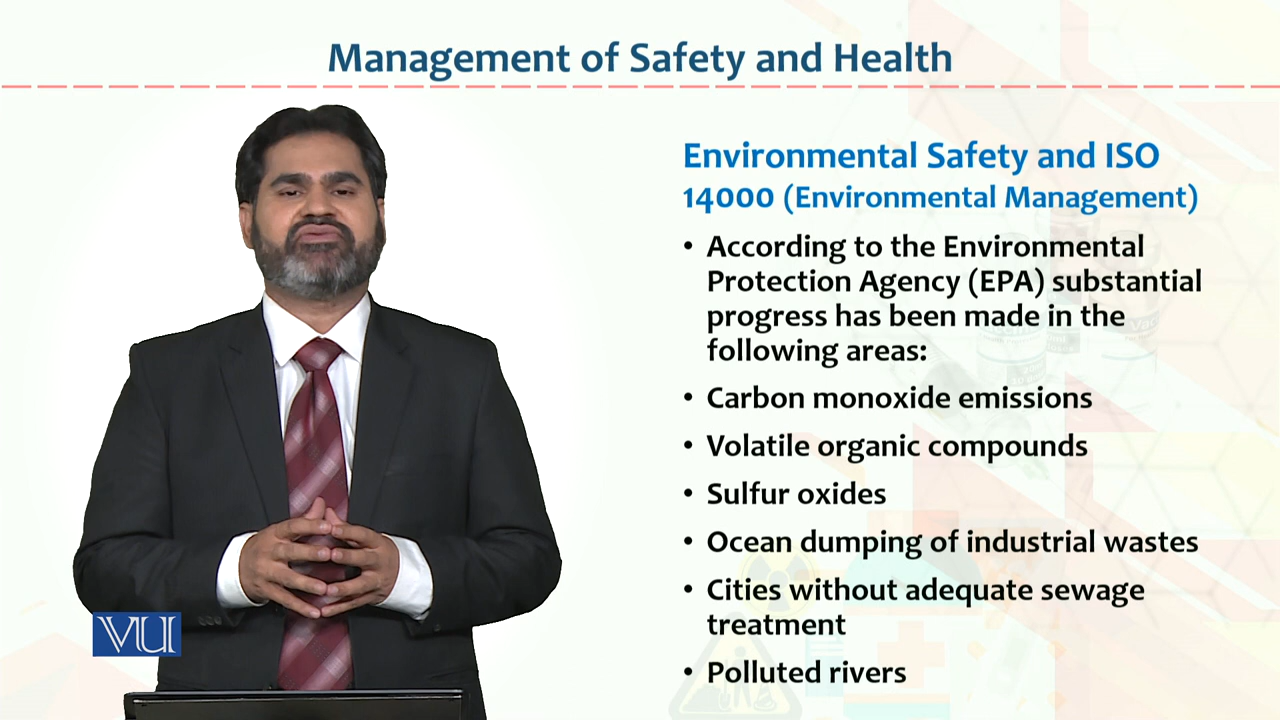 Management of Safety and Health
Environmental Safety and ISO
14000 (Environmental Management)
• According to the Environmental
Protection Agency (EPA) substantial
progress has been made in the
following areas:
• Carbon monoxide emissions
• Volatile organic compounds
• Sulfur oxides
• Ocean dumping of industrial wastes
• Cities without adequate sewage
treatment
• Polluted rivers
VU